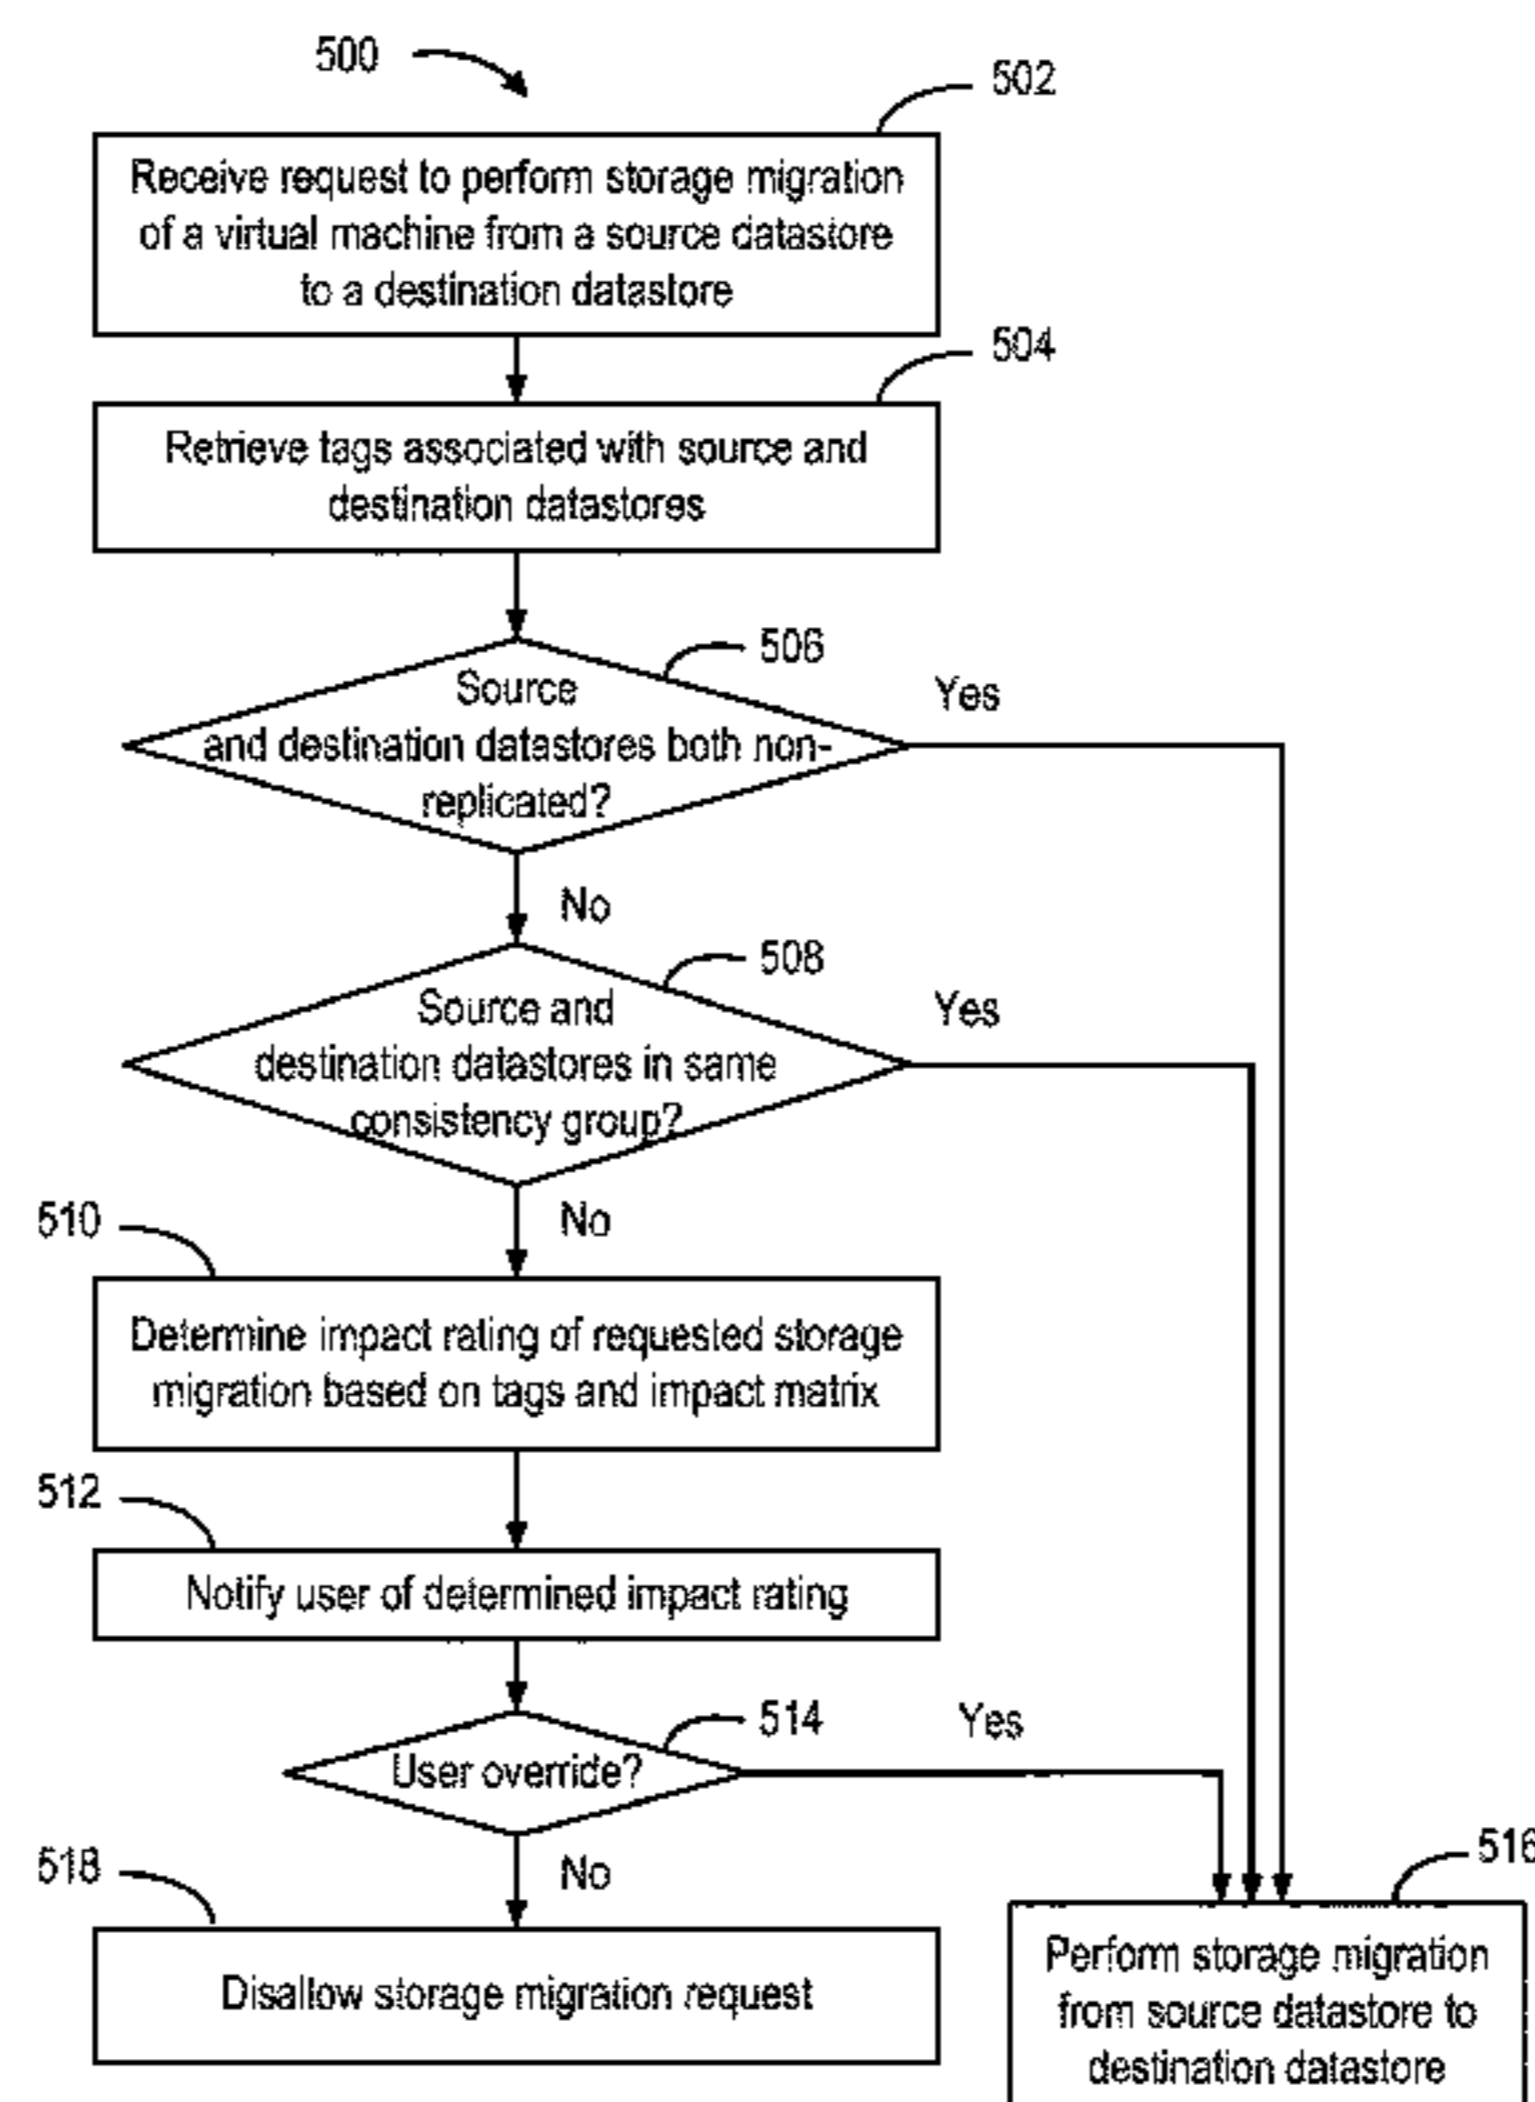 500
502
Receive request to perform storage migration
of a virtual machine from a source datastore
to a destination datastore
504
Retrieve tags associated with source and
destination datastores
506
Source
and destination datastores both non-
replicated?
Yes
No
508
Source and
destination datastores in same
consistency group?
Yes
No
510
Determine impact rating of requested storage
migration based on tags and impact matrix
512
Notify user of determined impact rating
514
User override?
Yes
No
518
Disallow storage migration request
516
Perform storage migration
from source datastore to
destination datastore